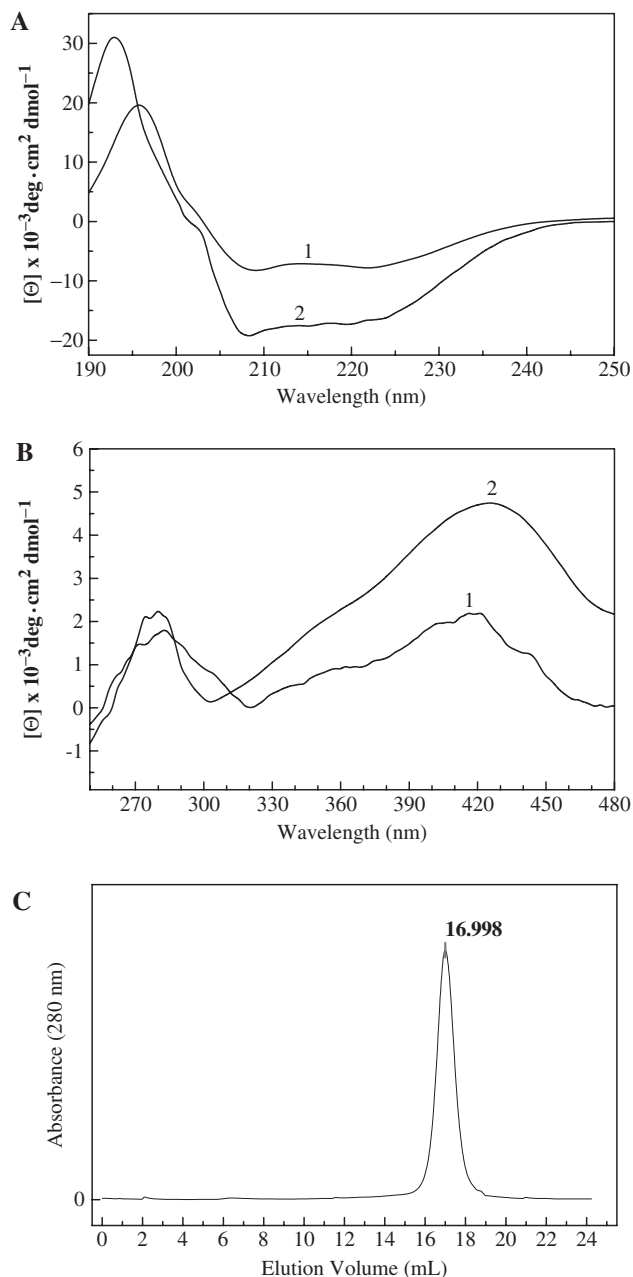 A
[Θ] x 10⁻³deg·cm² dmol⁻¹
30
20
10
0
−10
−20
1
2
190 200 210 220 230 240 250
Wavelength (nm)
B
[Θ] x 10⁻³deg·cm² dmol⁻¹
6
5
4
3
2
1
0
-1
2
1
270 300 330 360 390 420 450 480
Wavelength (nm)
C
Absorbance (280 nm)
16.998
0
0 2 4 6 8 10 12 14 16 18 20 22 24
Elution Volume (mL)